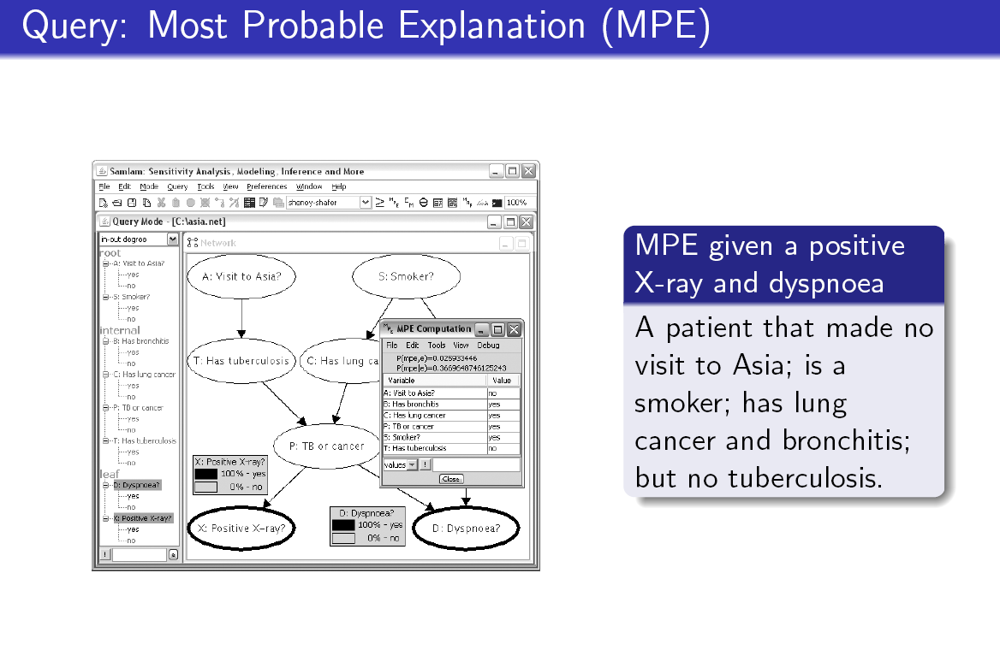 Query: Most Probable Explanation (MPE)
SamIam: Sensitivity Analysis, Modeling, Inference and More
File Edit Mode Query Tools View Preferences Window Help
shenoy-shafer
100%
Query Mode - [C:\asia.net]
in-out degree
Network
root
A: Visit to Asia?
yes
no
S: Smoker?
yes
no
internal
B: Has bronchitis
yes
no
C: Has lung cancer
yes
no
P: TB or cancer
yes
no
T: Has tuberculosis
yes
no
leaf
D: Dyspnoea?
yes
no
X: Positive X-ray?
yes
no
!
A: Visit to Asia?
S: Smoker?
T: Has tuberculosis
C: Has lung ca
P: TB or cancer
X: Positive X-ray?
100% - yes
0% - no
X: Positive X-ray?
D: Dyspnoea?
100% - yes
0% - no
D: Dyspnoea?
MPE Computation
File Edit Tools View Debug
P(mpe,e)=0.025933446
P(mpe|e)=0.3669648746125243
Variable Value
A: Visit to Asia? no
B: Has bronchitis yes
C: Has lung cancer yes
P: TB or cancer yes
S: Smoker? yes
T: Has tuberculosis no
values !
Close
MPE given a positive
X-ray and dyspnoea
A patient that made no
visit to Asia; is a
smoker; has lung
cancer and bronchitis;
but no tuberculosis.